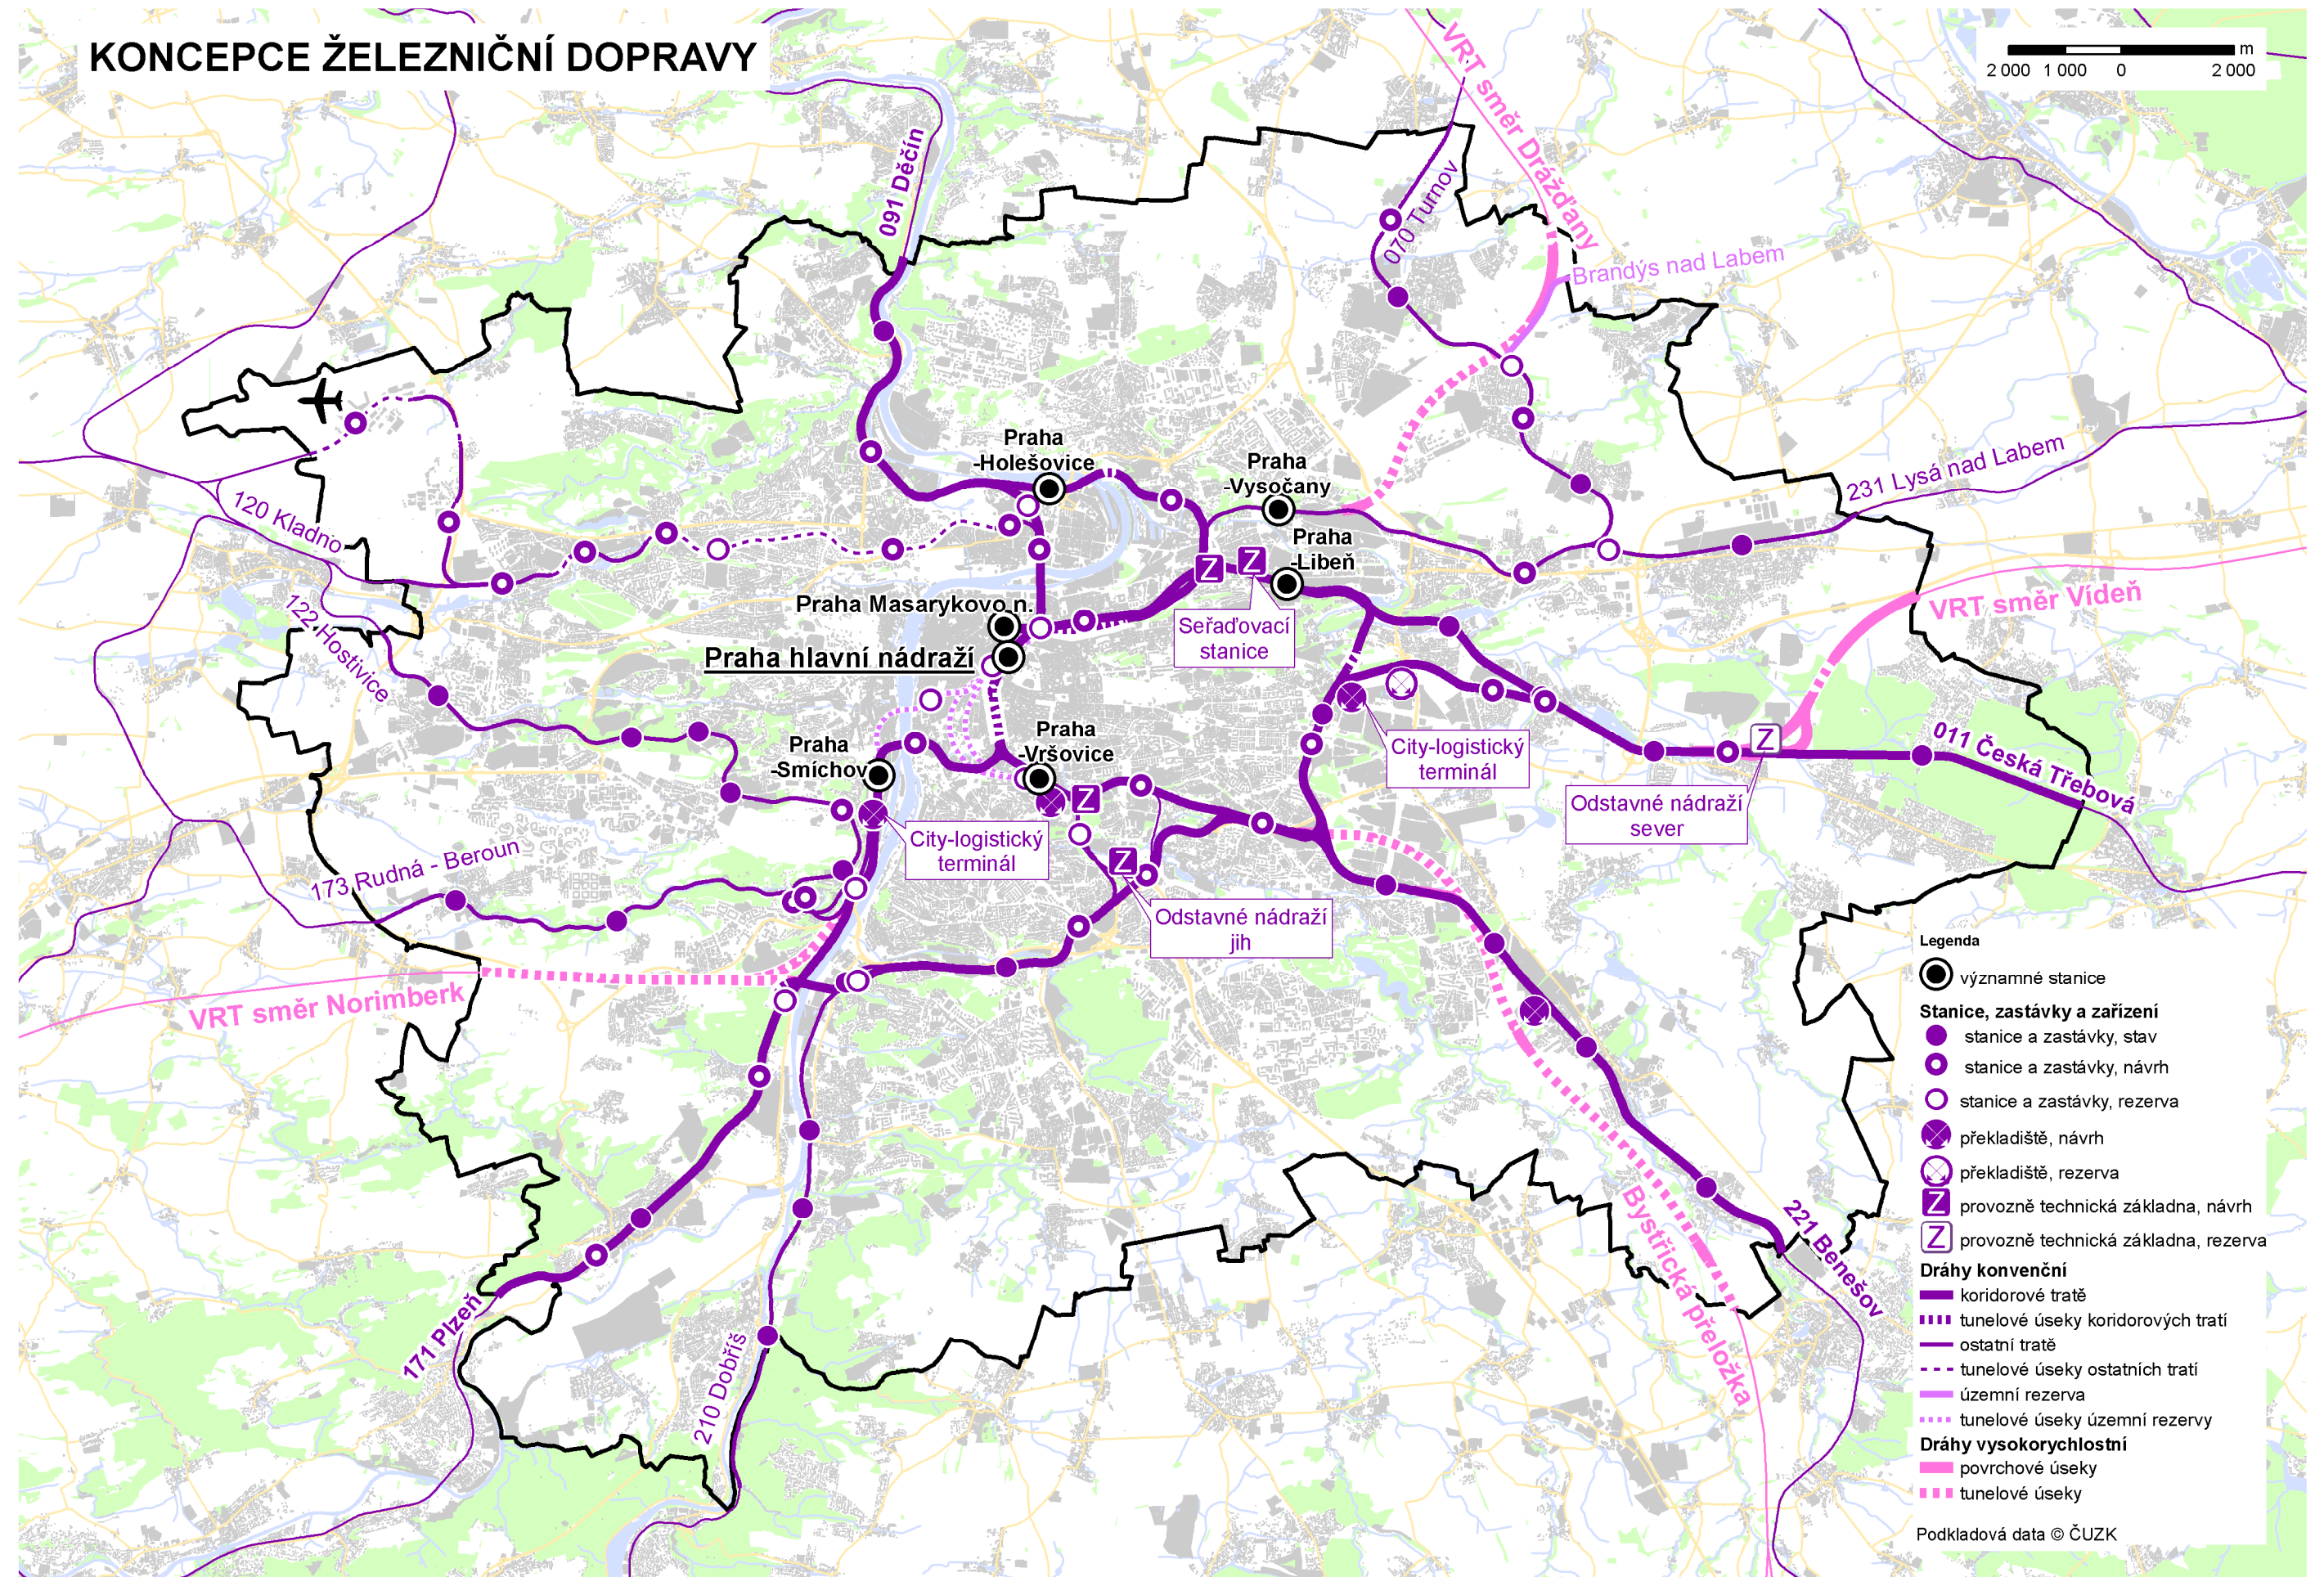 KONCEPCE ŽELEZNIČNÍ DOPRAVY
m
2 000 1 000 0 2 000
VRT směr Drážďany
091 Děčín
070 Turnov
Brandýs nad Labem
Praha
-Holešovice
Praha
-Vysočany
231 Lysá nad Labem
120 Kladno
Praha
-Libeň
Z
Z
122 Hostivice
Praha Masarykovo n.
VRT směr Vídeň
Seřaďovací
stanice
Praha hlavní nádraží
Praha
-Smíchov
Praha
-Vršovice
City-logistický
terminál
Z
011 Česká Třebová
Z
Odstavné nádraží
sever
City-logistický
terminál
Z
173 Rudná - Beroun
Odstavné nádraží
jih
VRT směr Norimberk
171 Plzeň
210 Dobříš
Bystřická přeložka
221 Benešov
Legenda
významné stanice
Stanice, zastávky a zařízení
stanice a zastávky, stav
stanice a zastávky, návrh
stanice a zastávky, rezerva
překladiště, návrh
překladiště, rezerva
Z provozně technická základna, návrh
Z provozně technická základna, rezerva
Dráhy konvenční
koridorové tratě
tunelové úseky koridorových tratí
ostatní tratě
tunelové úseky ostatních tratí
územní rezerva
tunelové úseky územní rezervy
Dráhy vysokorychlostní
povrchové úseky
tunelové úseky
Podkladová data © ČUZK